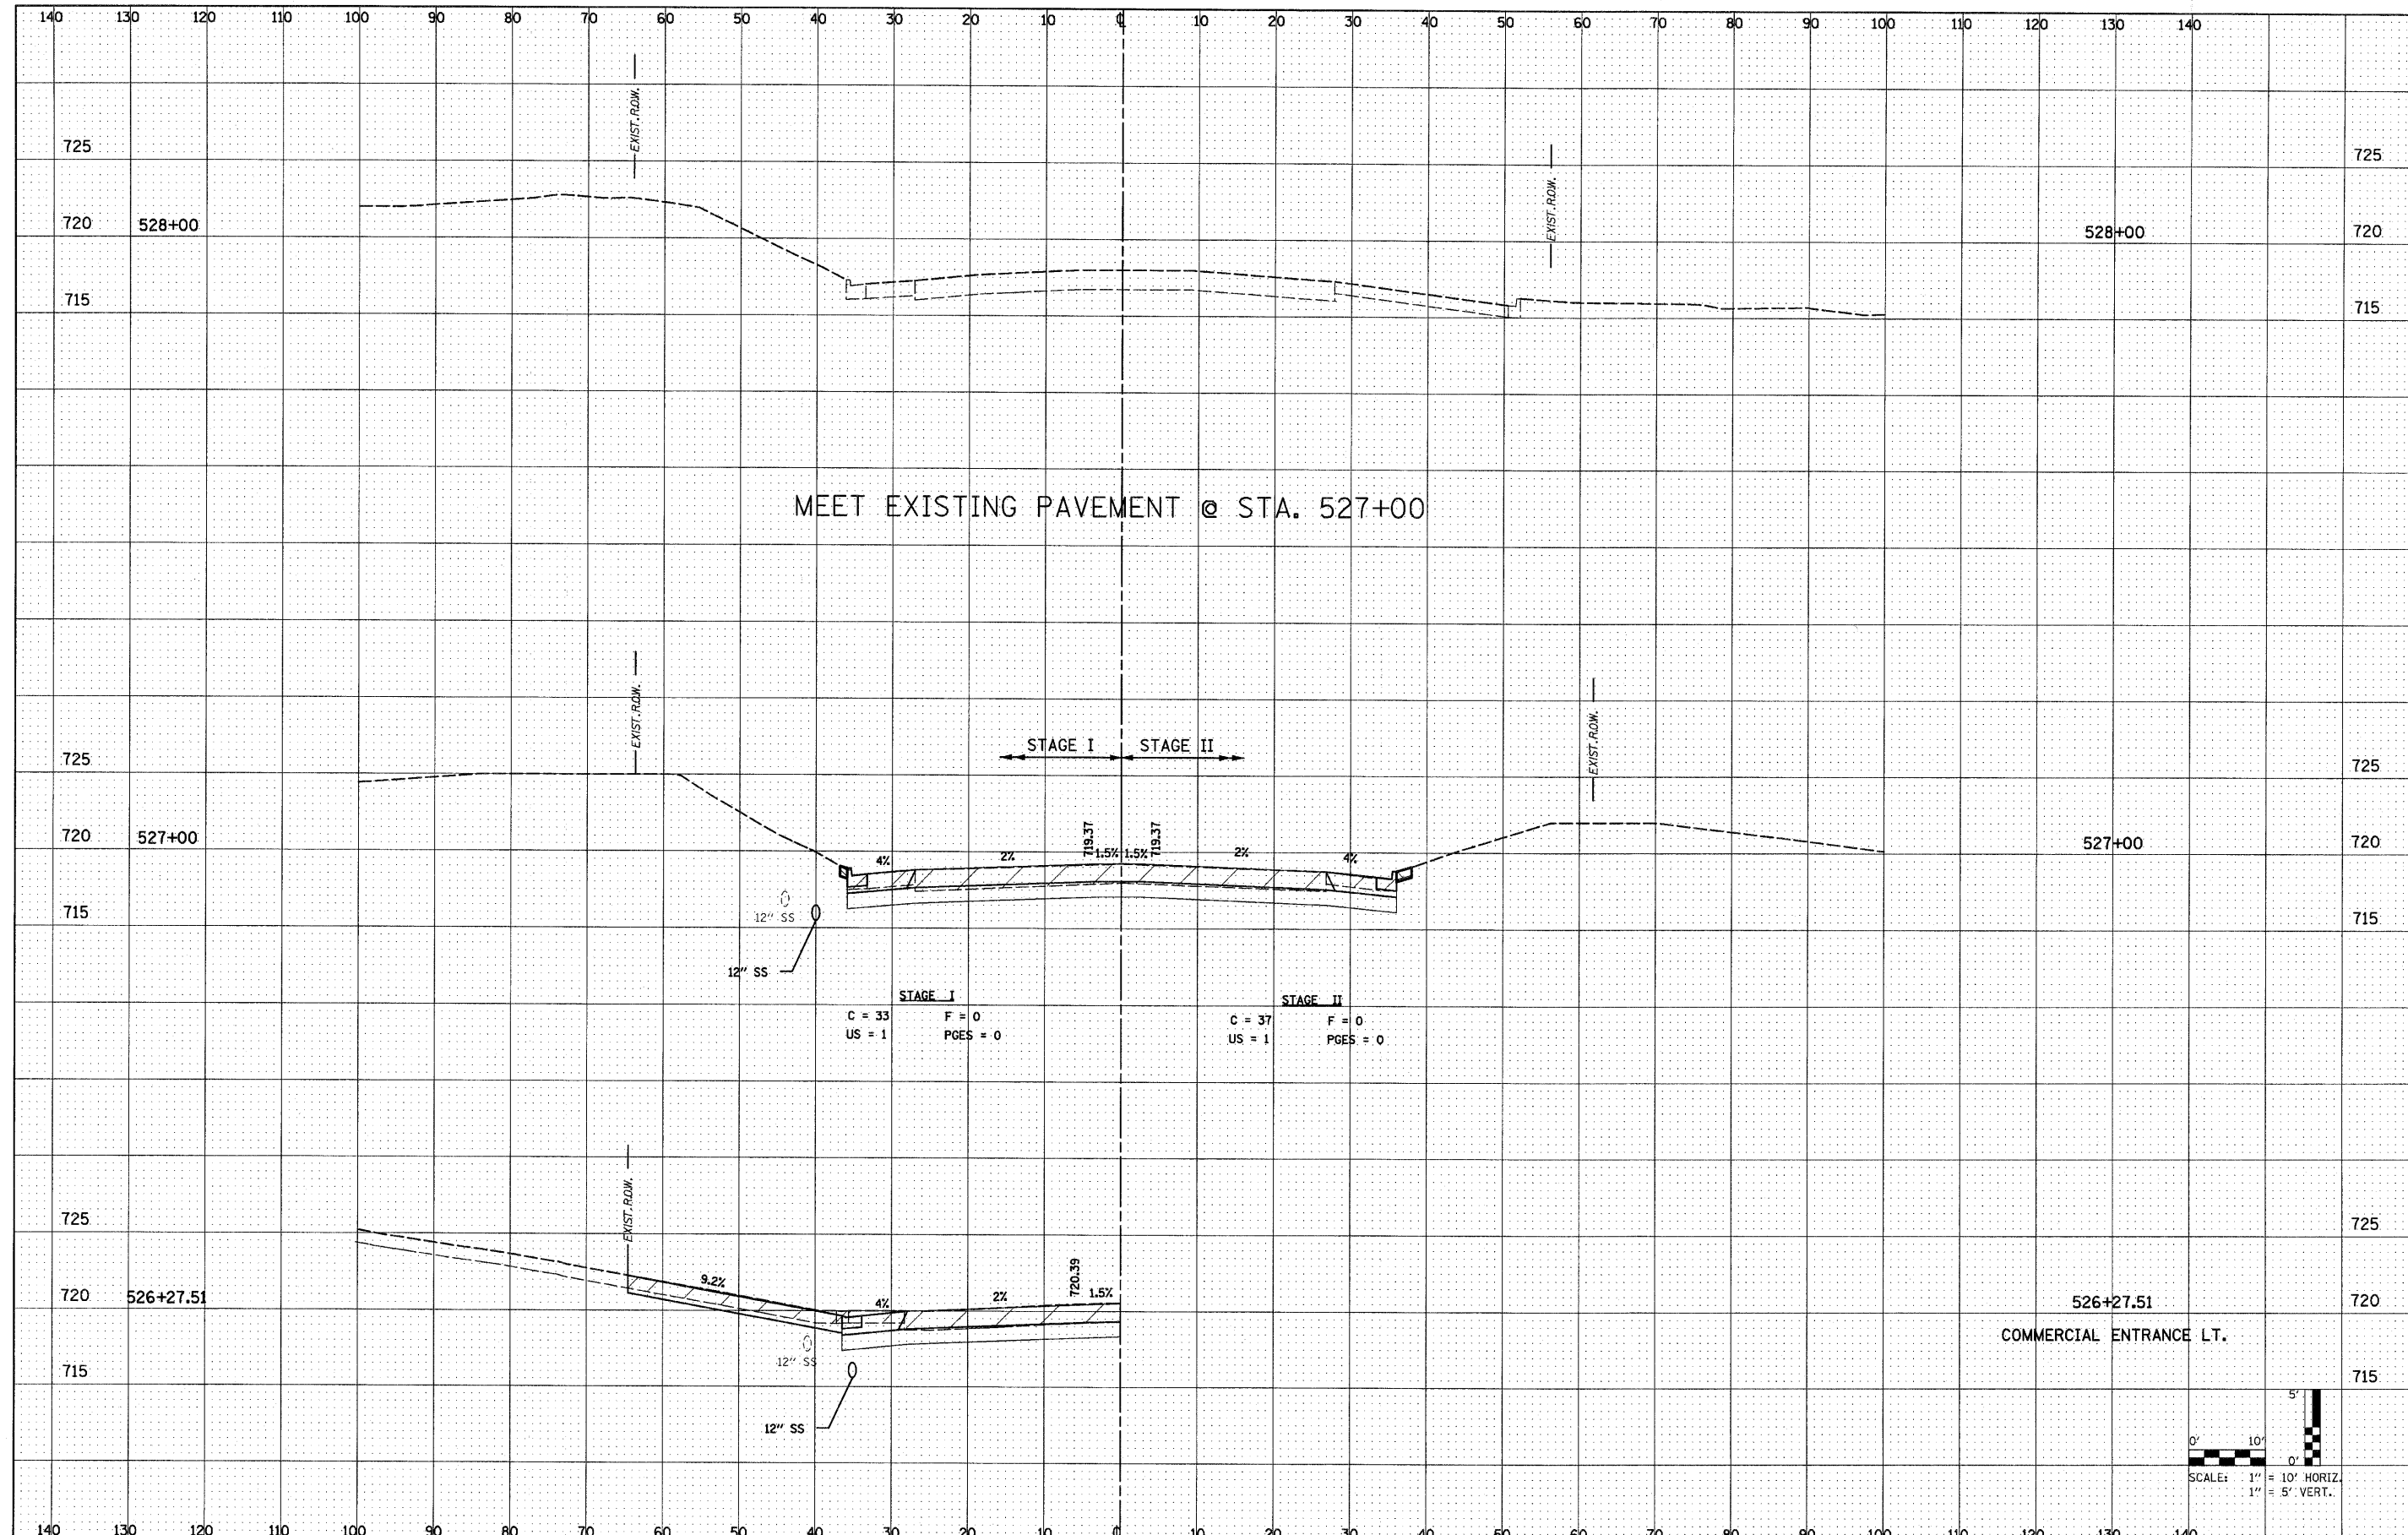 140 130 120 110 100 90 80 70 60 50 40 30 20 10 ℄ 10 20 30 40 50 60 70 80 90 100 110 120 130 140
EXIST. R.O.W.
EXIST. R.O.W.
725 725
720 528+00 528+00 720
715 715
MEET EXISTING PAVEMENT @ STA. 527+00
EXIST. R.O.W.
EXIST. R.O.W.
STAGE I STAGE II
725 725
719.37 719.37
720 527+00 527+00 720
4% 2% 1.5% 1.5% 2% 4%
715 12" SS 715
12" SS
STAGE I STAGE II
C = 33 F = 0 C = 37 F = 0
US = 1 PGES = 0 US = 1 PGES = 0
EXIST. R.O.W.
725 725
720.39
9.2% 4% 2% 1.5%
720 526+27.51 526+27.51 720
COMMERCIAL ENTRANCE LT.
12" SS
715 715
12" SS
5'
0' 10' 0'
SCALE: 1" = 10' HORIZ.
1" = 5' VERT.
140 130 120 110 100 90 80 70 60 50 40 30 20 10 ℄ 10 20 30 40 50 60 70 80 90 100 110 120 130 140